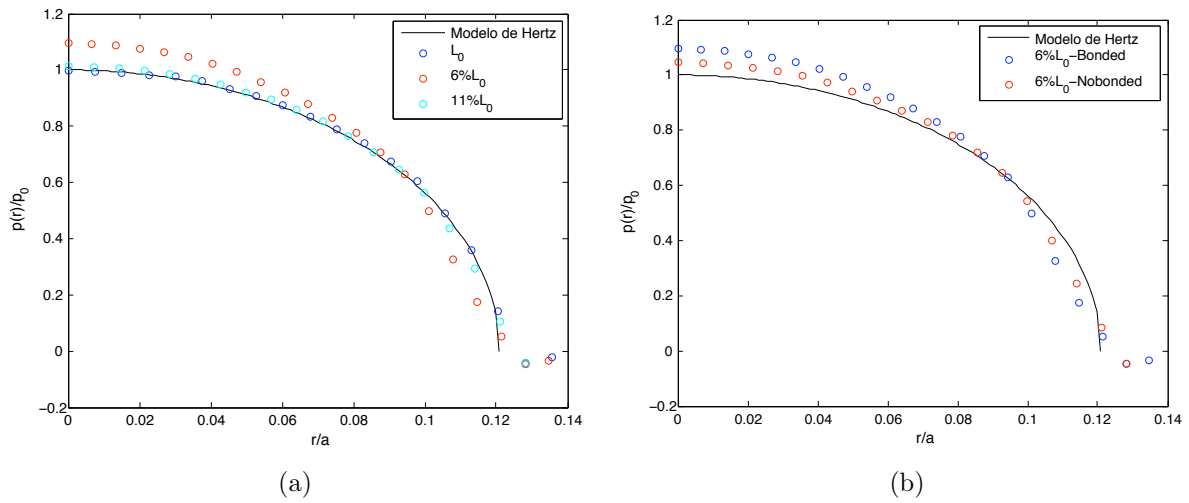 1.2
1
0.8
0.6
0.4
0.2
0
−0.2
p(r)/p₀
0
0.02
0.04
0.06
0.08
0.1
0.12
0.14
r/a
Modelo de Hertz
L₀
6%L₀
11%L₀
(a)
1.2
1
0.8
0.6
0.4
0.2
0
−0.2
p(r)/p₀
0
0.02
0.04
0.06
0.08
0.1
0.12
0.14
r/a
Modelo de Hertz
6%L₀−Bonded
6%L₀−Nobonded
(b)